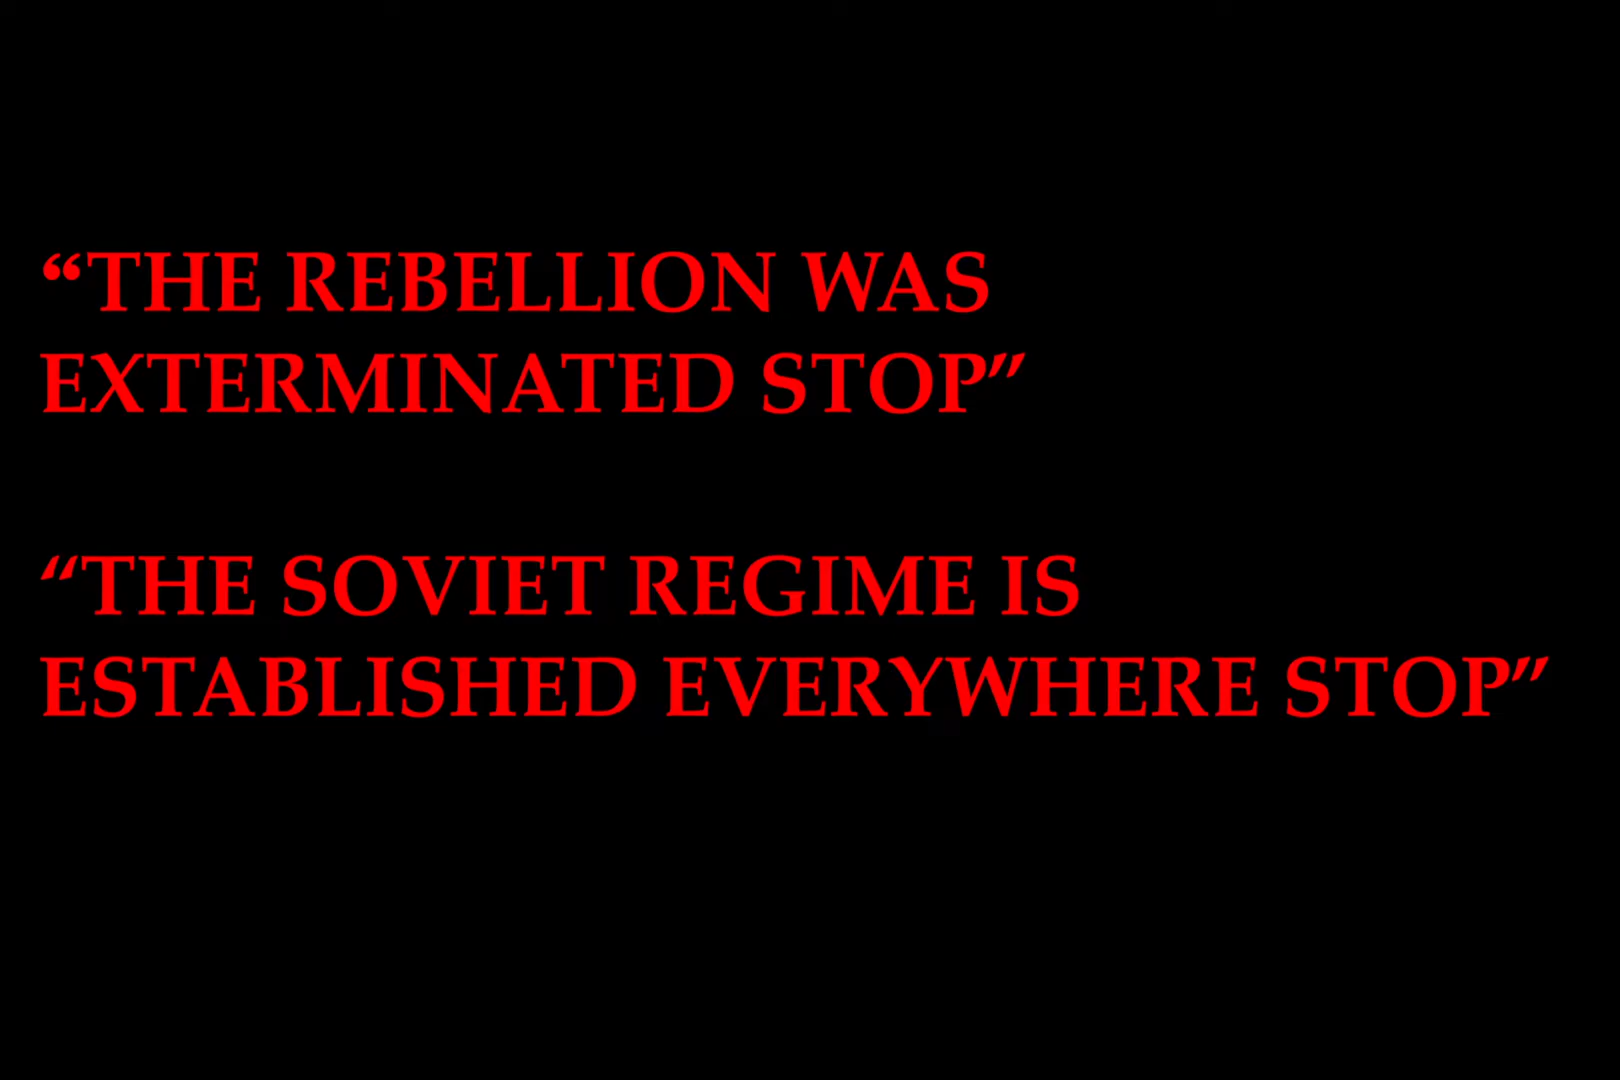 “THE REBELLION WAS
EXTERMINATED STOP”
“THE SOVIET REGIME IS
ESTABLISHED EVERYWHERE STOP”